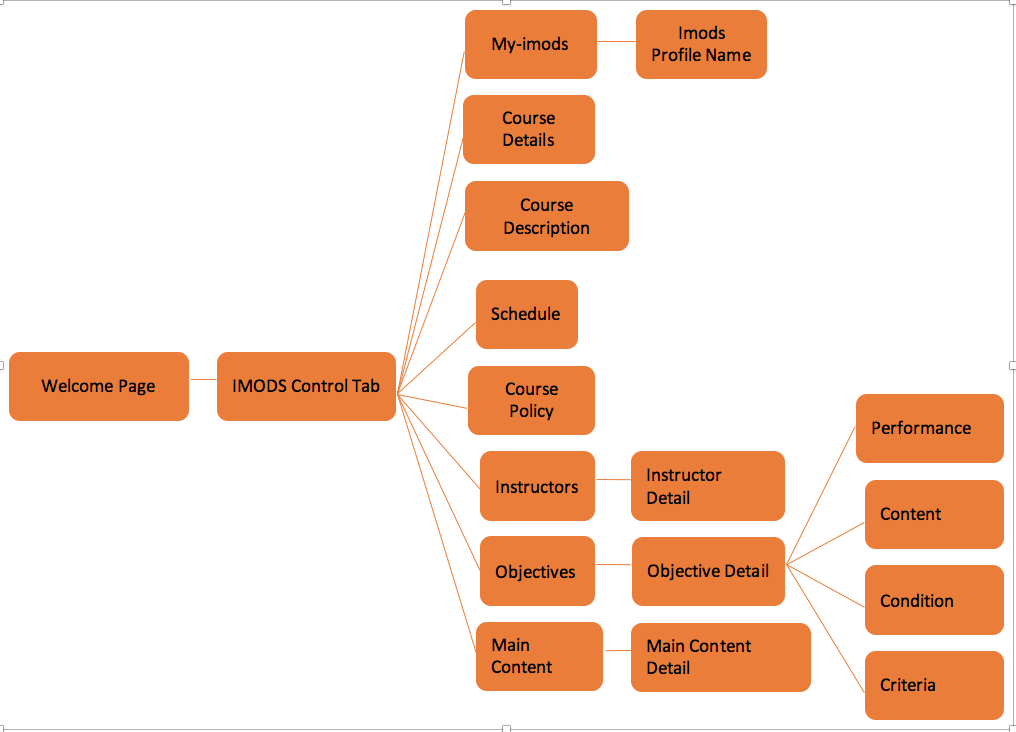 My-imods
Imods
Profile Name
Course
Details
Course
Description
Schedule
Welcome Page
IMODS Control Tab
Course
Policy
Performance
Instructors
Instructor
Detail
Content
Objectives
Objective Detail
Condition
Main
Content
Main Content
Detail
Criteria